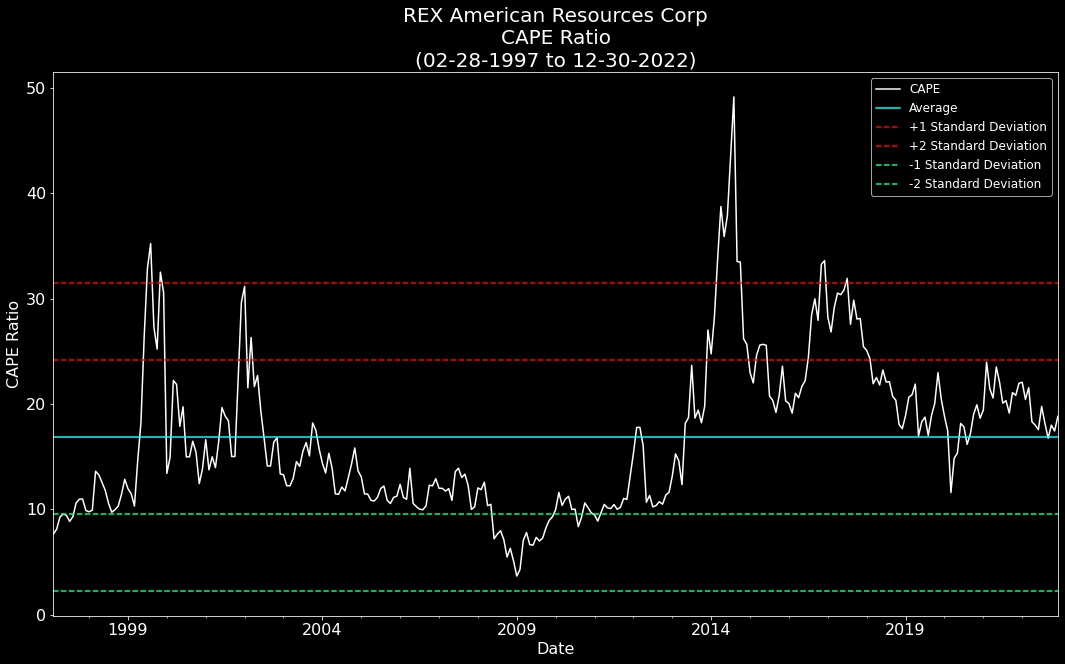 REX American Resources Corp
CAPE Ratio
(02-28-1997 to 12-30-2022)
CAPE
Average
+1 Standard Deviation
+2 Standard Deviation
-1 Standard Deviation
-2 Standard Deviation
50
40
30
20
10
0
CAPE Ratio
1999
2004
2009
2014
2019
Date